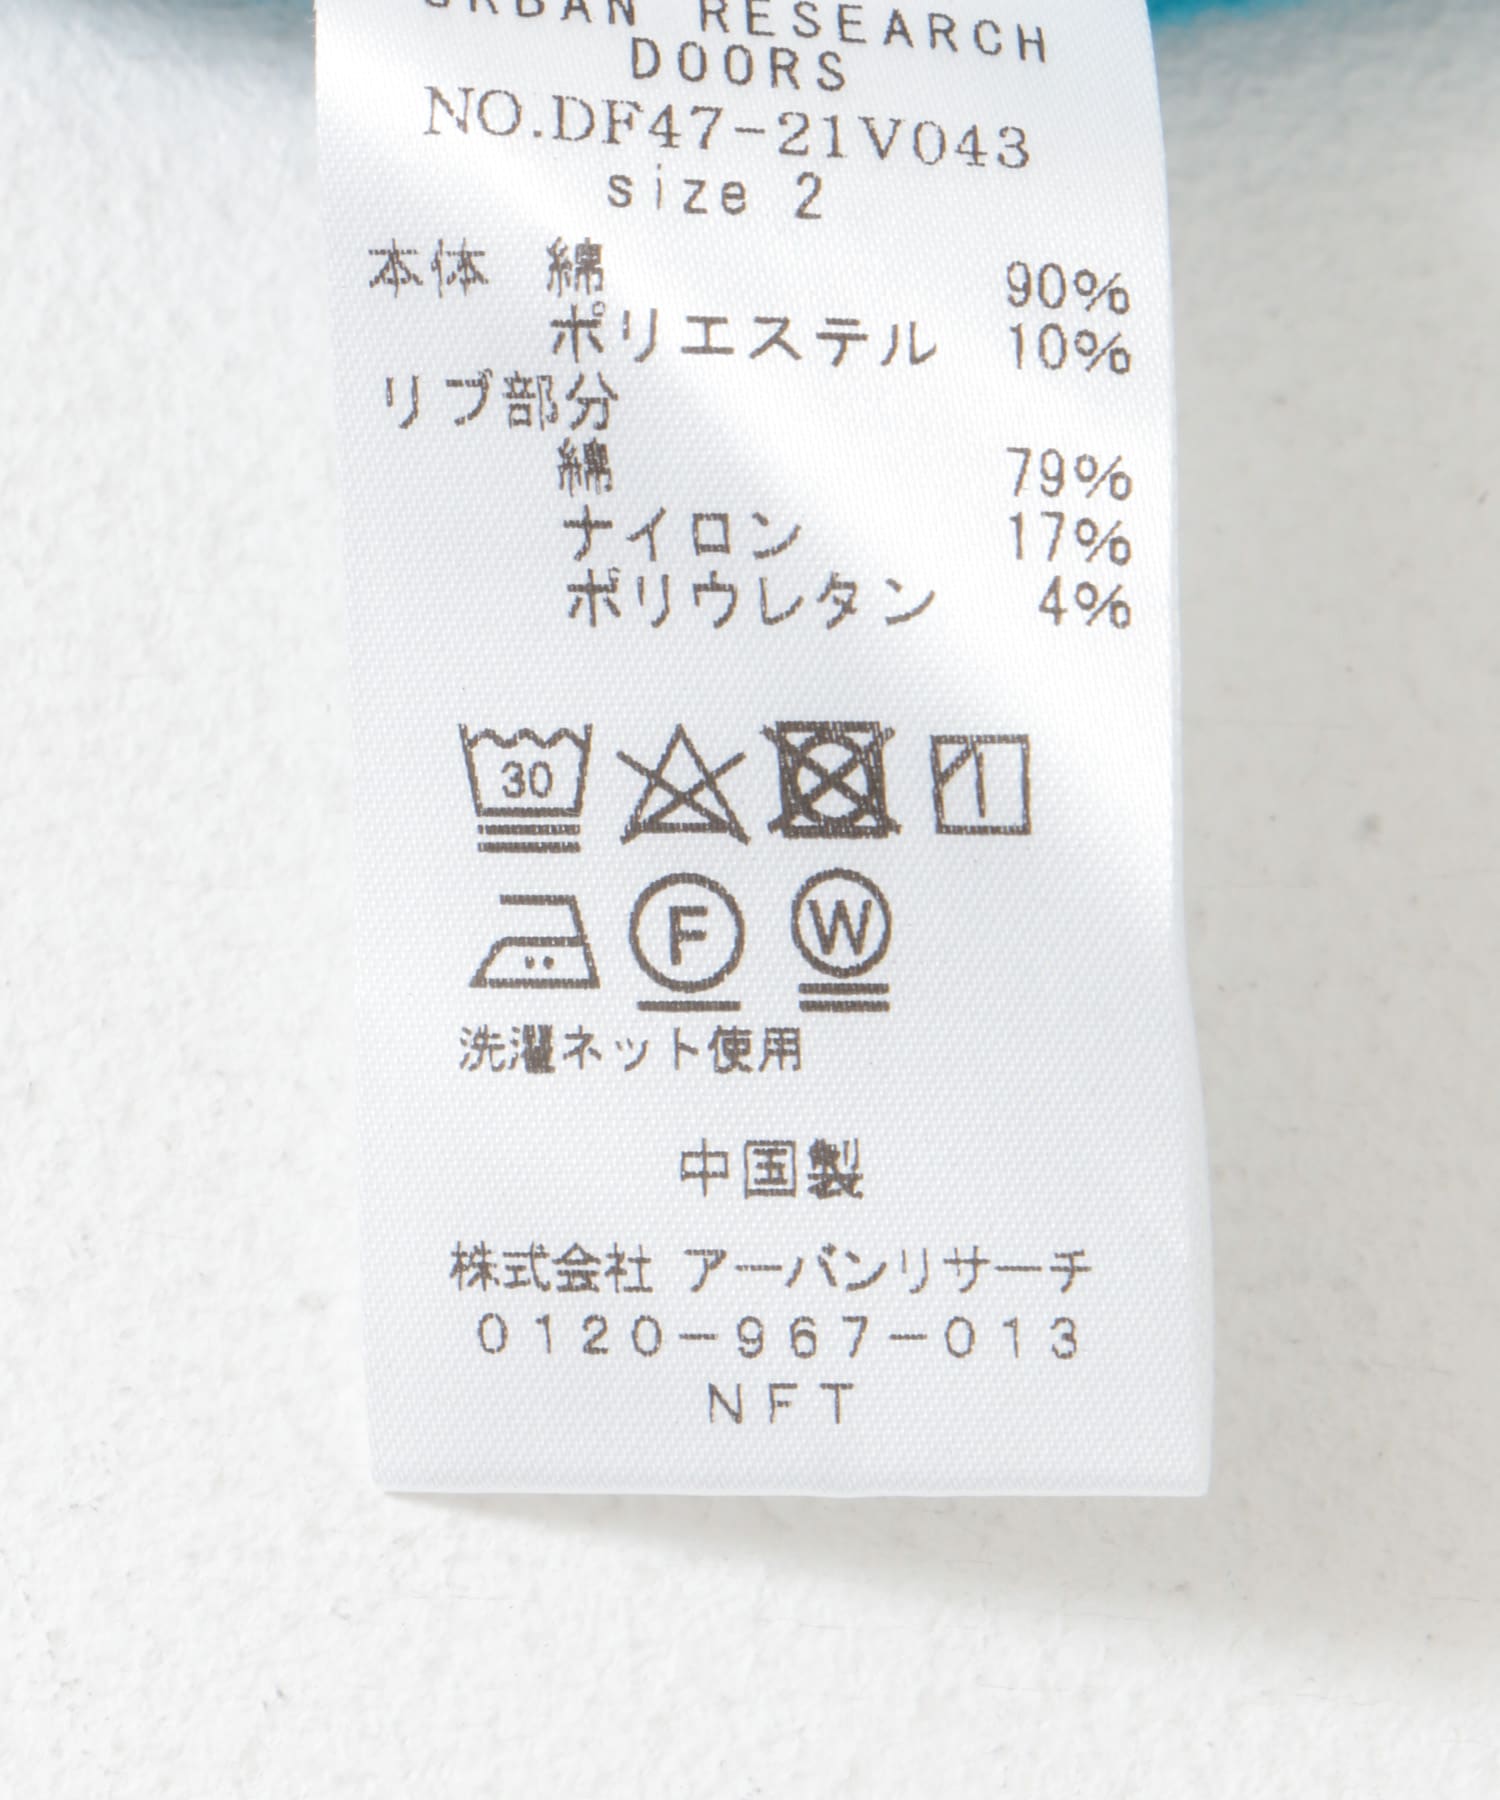 URBAN RESEARCH
DOORS
NO.DF47-21V043
size 2
本体 綿 90%
ポリエステル 10%
リブ部分
綿 79%
ナイロン 17%
ポリウレタン 4%
30
F W
洗濯ネット使用
中国製
株式会社 アーバンリサーチ
0120-967-013
NFT